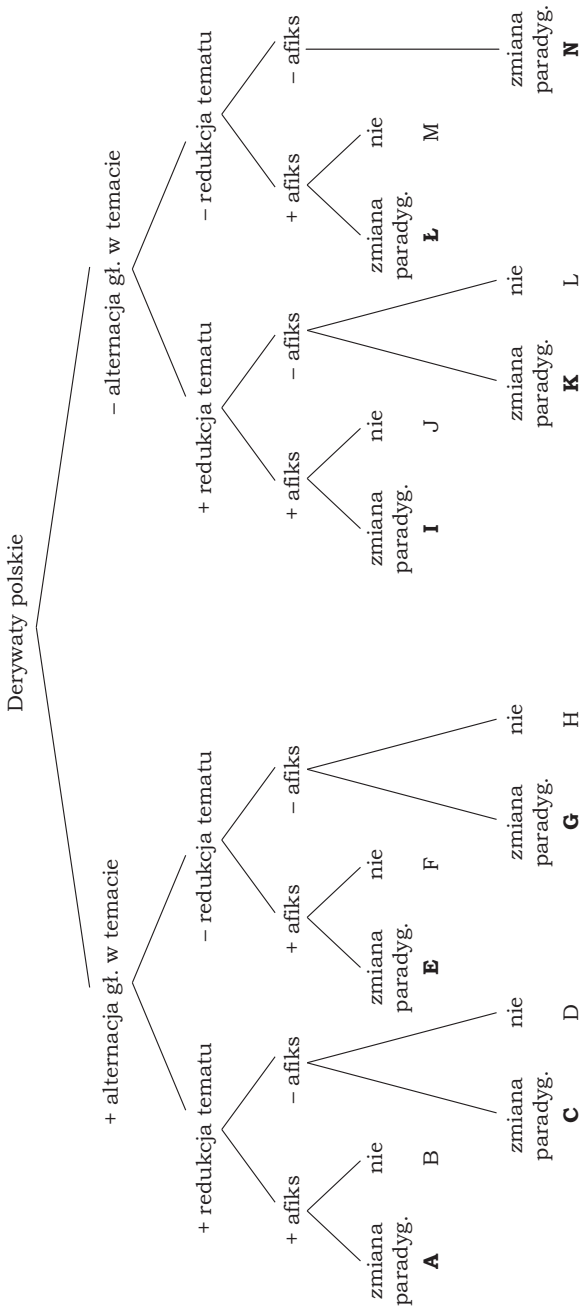 Derywaty polskie
+ alternacja gł. w temacie
– alternacja gł. w temacie
+ redukcja tematu
– redukcja tematu
+ redukcja tematu
– redukcja tematu
+ afiks
– afiks
+ afiks
– afiks
+ afiks
– afiks
+ afiks
– afiks
zmiana
paradyg.
A
nie
B
zmiana
paradyg.
C
nie
D
zmiana
paradyg.
E
nie
F
zmiana
paradyg.
G
nie
H
zmiana
paradyg.
I
nie
J
zmiana
paradyg.
K
nie
L
zmiana
paradyg.
Ł
nie
M
zmiana
paradyg.
N